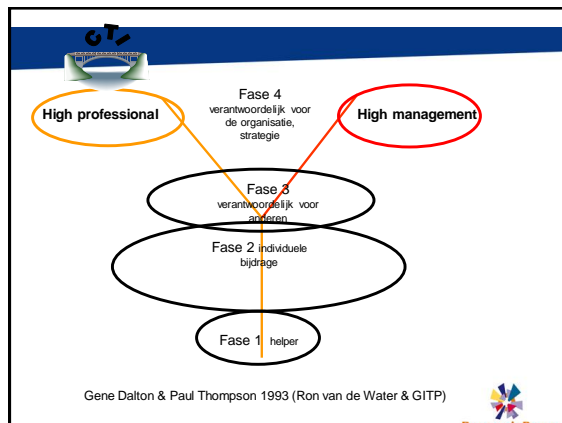 CTI
Fase 4
verantwoordelijk voor
de organisatie,
strategie
High professional
High management
Fase 3
verantwoordelijk voor
anderen
Fase 2 individuele
bijdrage
Fase 1 helper
Gene Dalton & Paul Thompson 1993 (Ron van de Water & GITP)